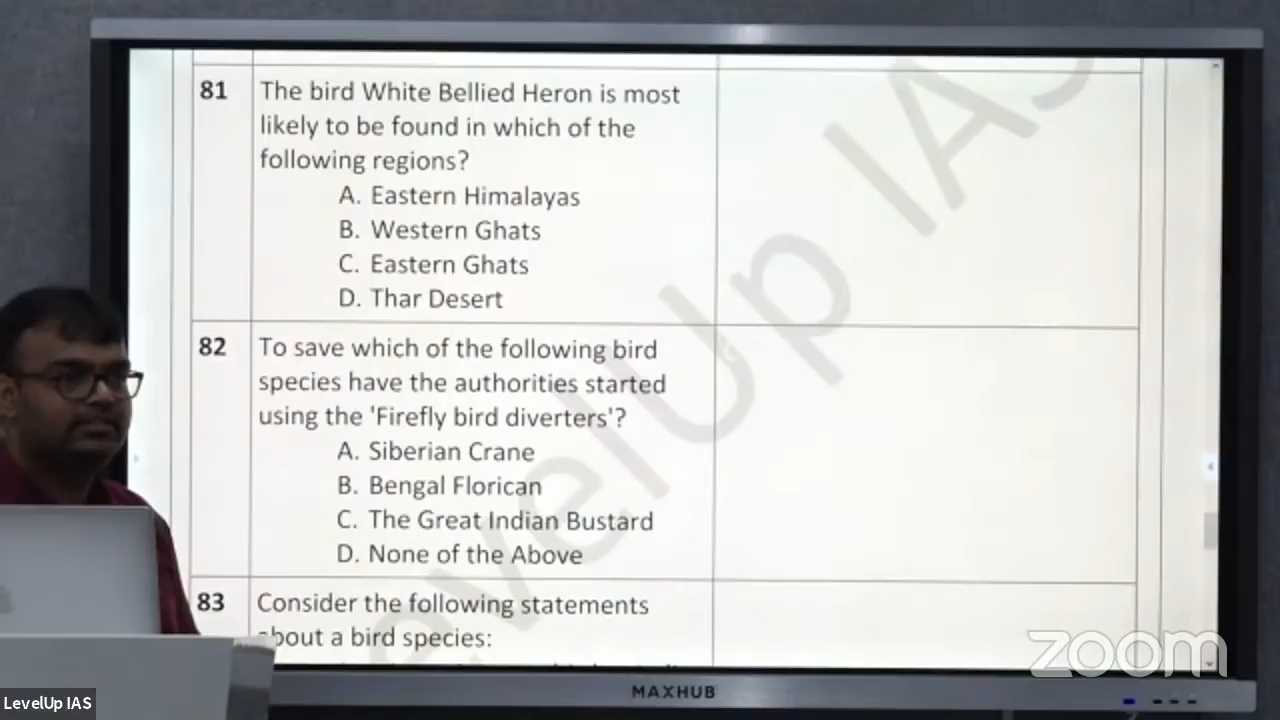 81 The bird White Bellied Heron is most
likely to be found in which of the
following regions?
A. Eastern Himalayas
B. Western Ghats
C. Eastern Ghats
D. Thar Desert
82 To save which of the following bird
species have the authorities started
using the 'Firefly bird diverters'?
A. Siberian Crane
B. Bengal Florican
C. The Great Indian Bustard
D. None of the Above
83 Consider the following statements
about a bird species:
LevelUp IAS
zoom
MAXHUB
LevelUp IAS